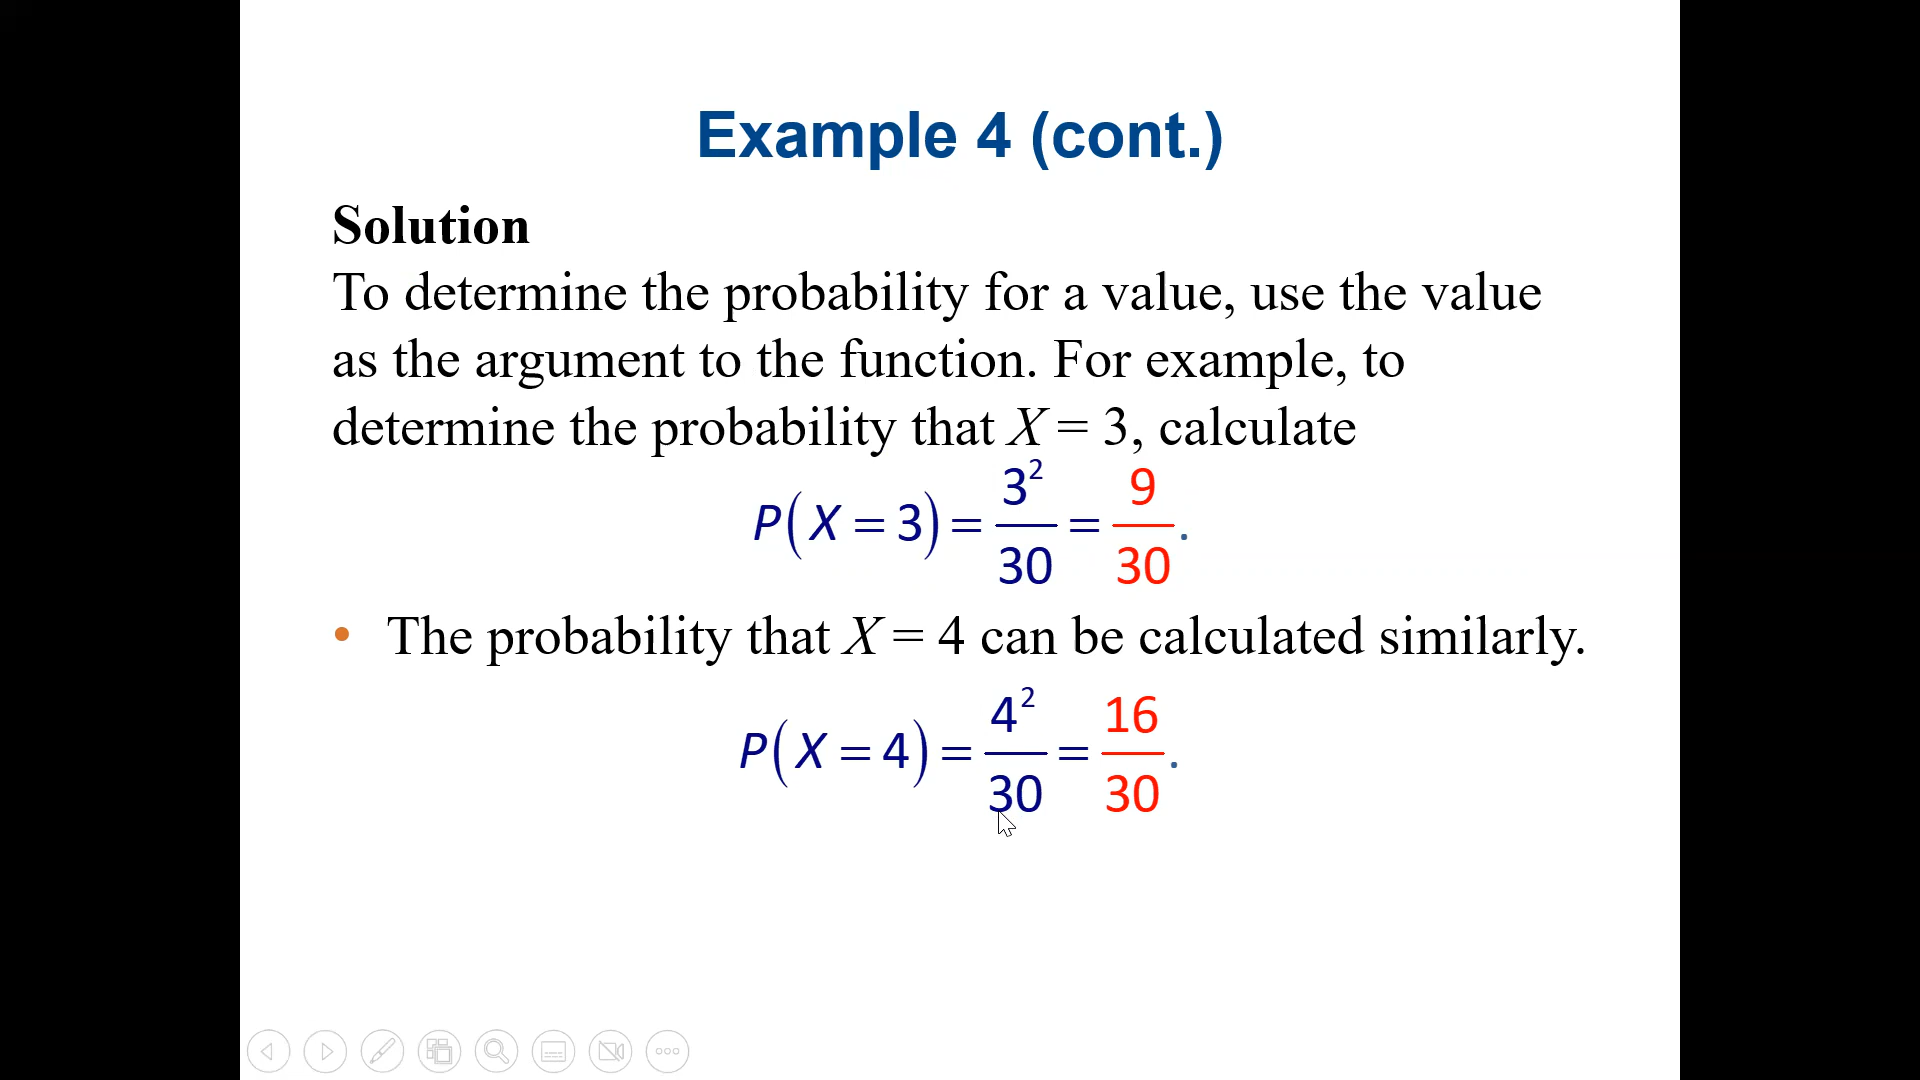 Example 4 (cont.)
Solution
To determine the probability for a value, use the value
as the argument to the function. For example, to
determine the probability that X = 3, calculate
P(X = 3) = 3²/30 = 9/30.
• The probability that X = 4 can be calculated similarly.
P(X = 4) = 4²/30 = 16/30.